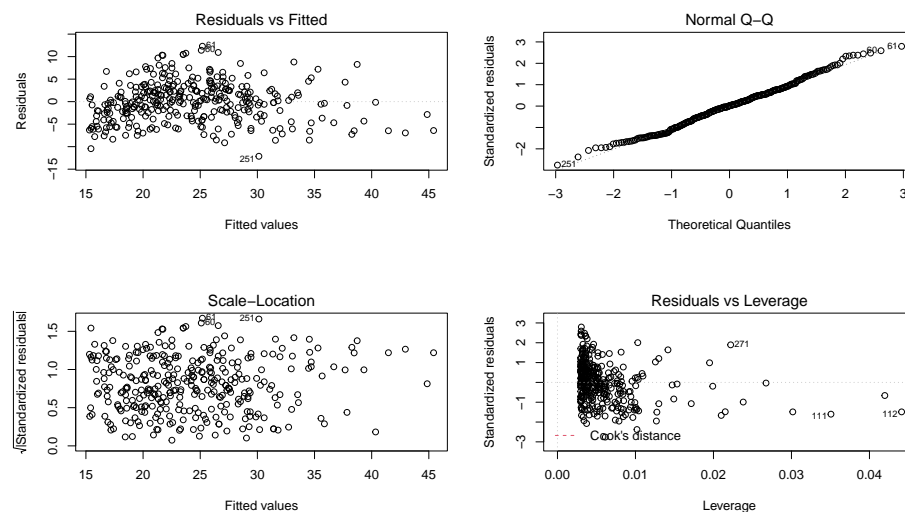 Residuals vs Fitted
Residuals
10
5
0
−5
−15
61
60
251
15 20 25 30 35 40 45
Fitted values
Normal Q−Q
Standardized residuals
3
2
1
0
−2
251
60
61
−3 −2 −1 0 1 2 3
Theoretical Quantiles
Scale−Location
√|Standardized residuals|
1.5
1.0
0.5
0.0
61
60
251
15 20 25 30 35 40 45
Fitted values
Residuals vs Leverage
Standardized residuals
3
2
1
0
−1
−3
271
111
112
Cook's distance
0.00 0.01 0.02 0.03 0.04
Leverage